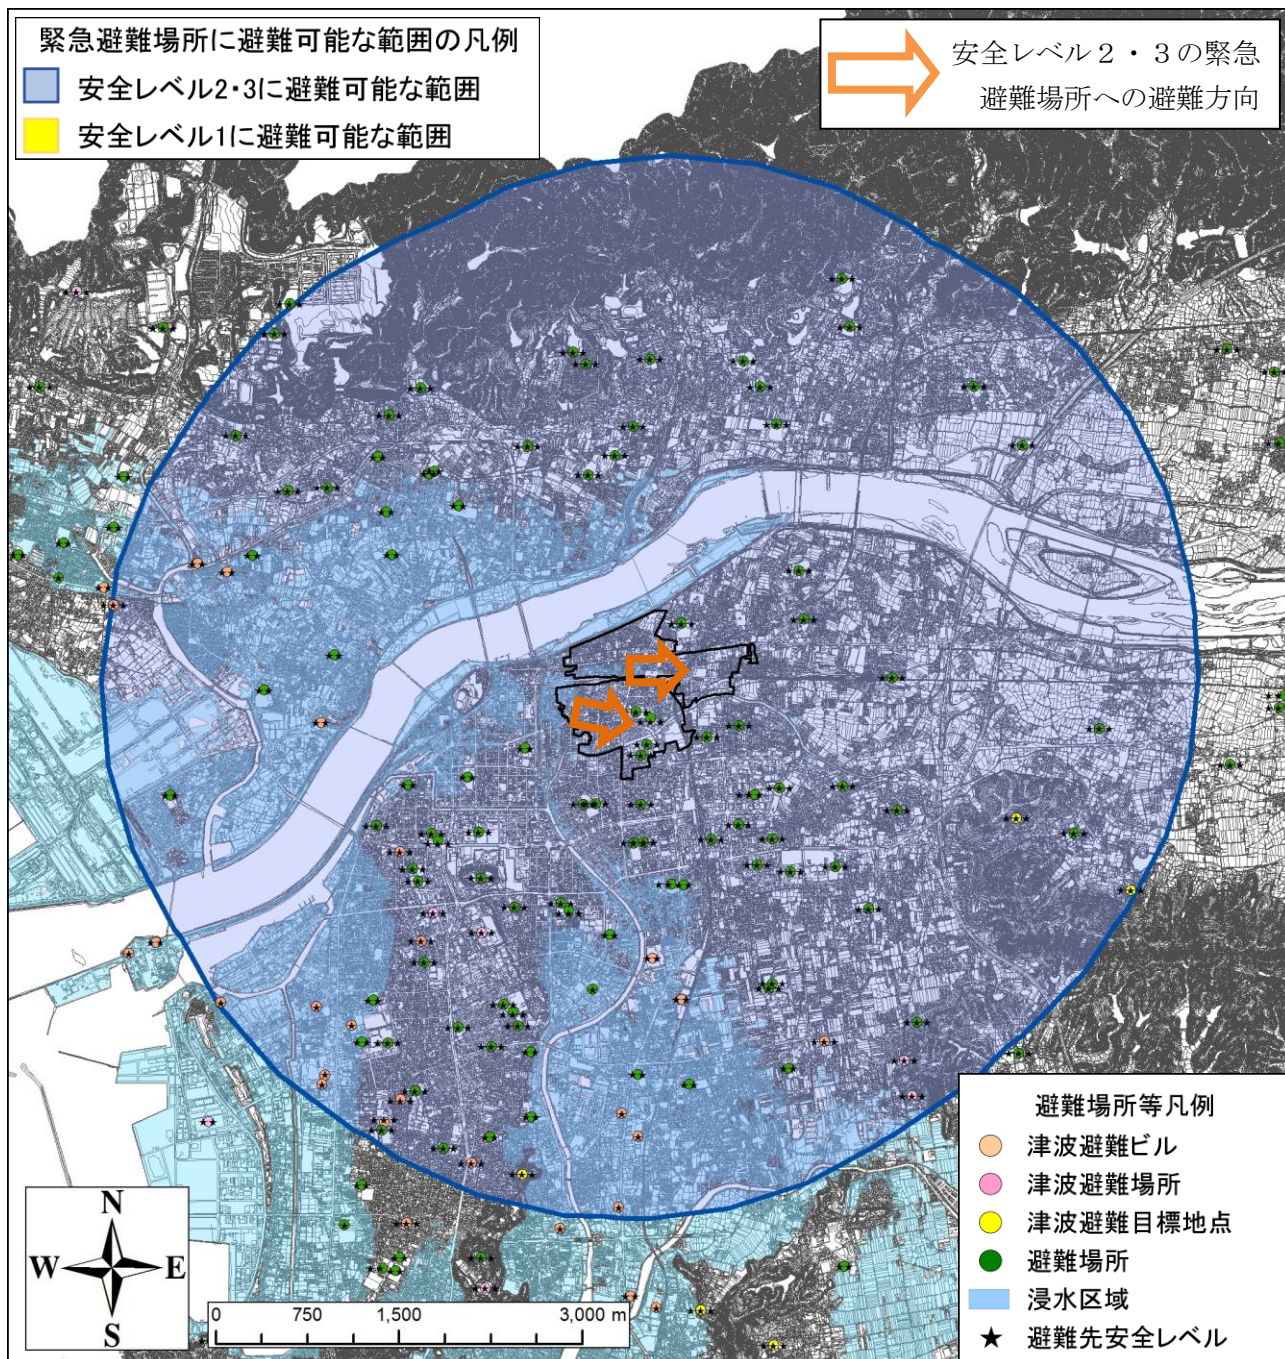 緊急避難場所に避難可能な範囲の凡例
安全レベル2・3に避難可能な範囲
安全レベル1に避難可能な範囲
安全レベル２・３の緊急
避難場所への避難方向
避難場所等凡例
津波避難ビル
津波避難場所
津波避難目標地点
避難場所
浸水区域
避難先安全レベル
N
W E
S
0 750 1,500 3,000 m